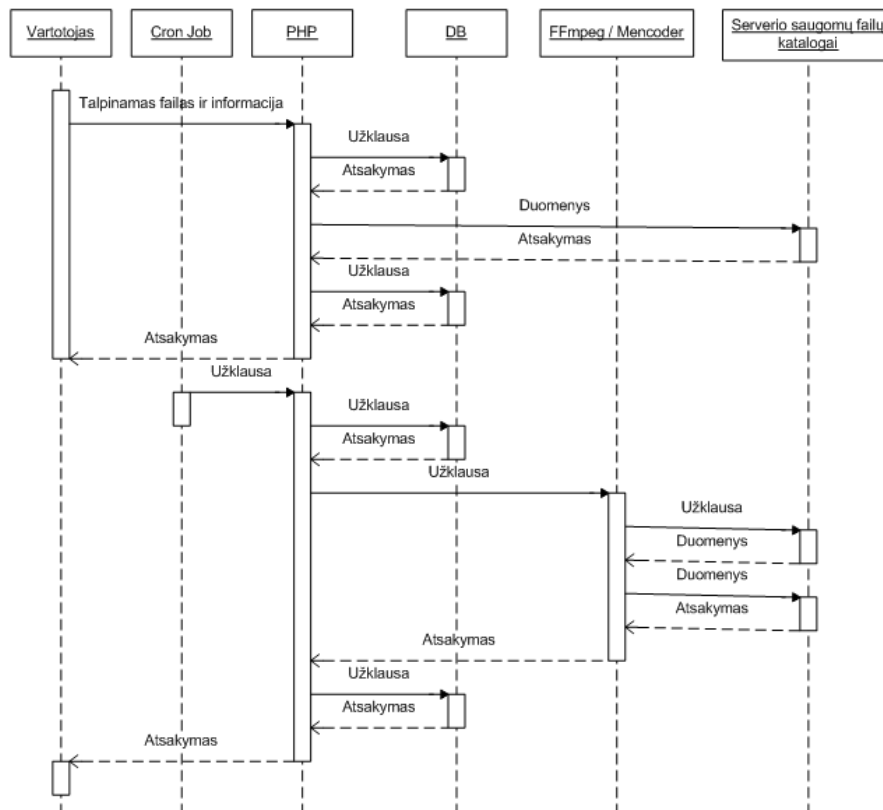 Vartotojas
Cron Job
PHP
DB
FFmpeg / Mencoder
Serverio saugomų failų
katalogai
Talpinamas failas ir informacija
Užklausa
Atsakymas
Duomenys
Atsakymas
Užklausa
Atsakymas
Atsakymas
Užklausa
Užklausa
Atsakymas
Užklausa
Užklausa
Duomenys
Duomenys
Atsakymas
Atsakymas
Užklausa
Atsakymas
Atsakymas